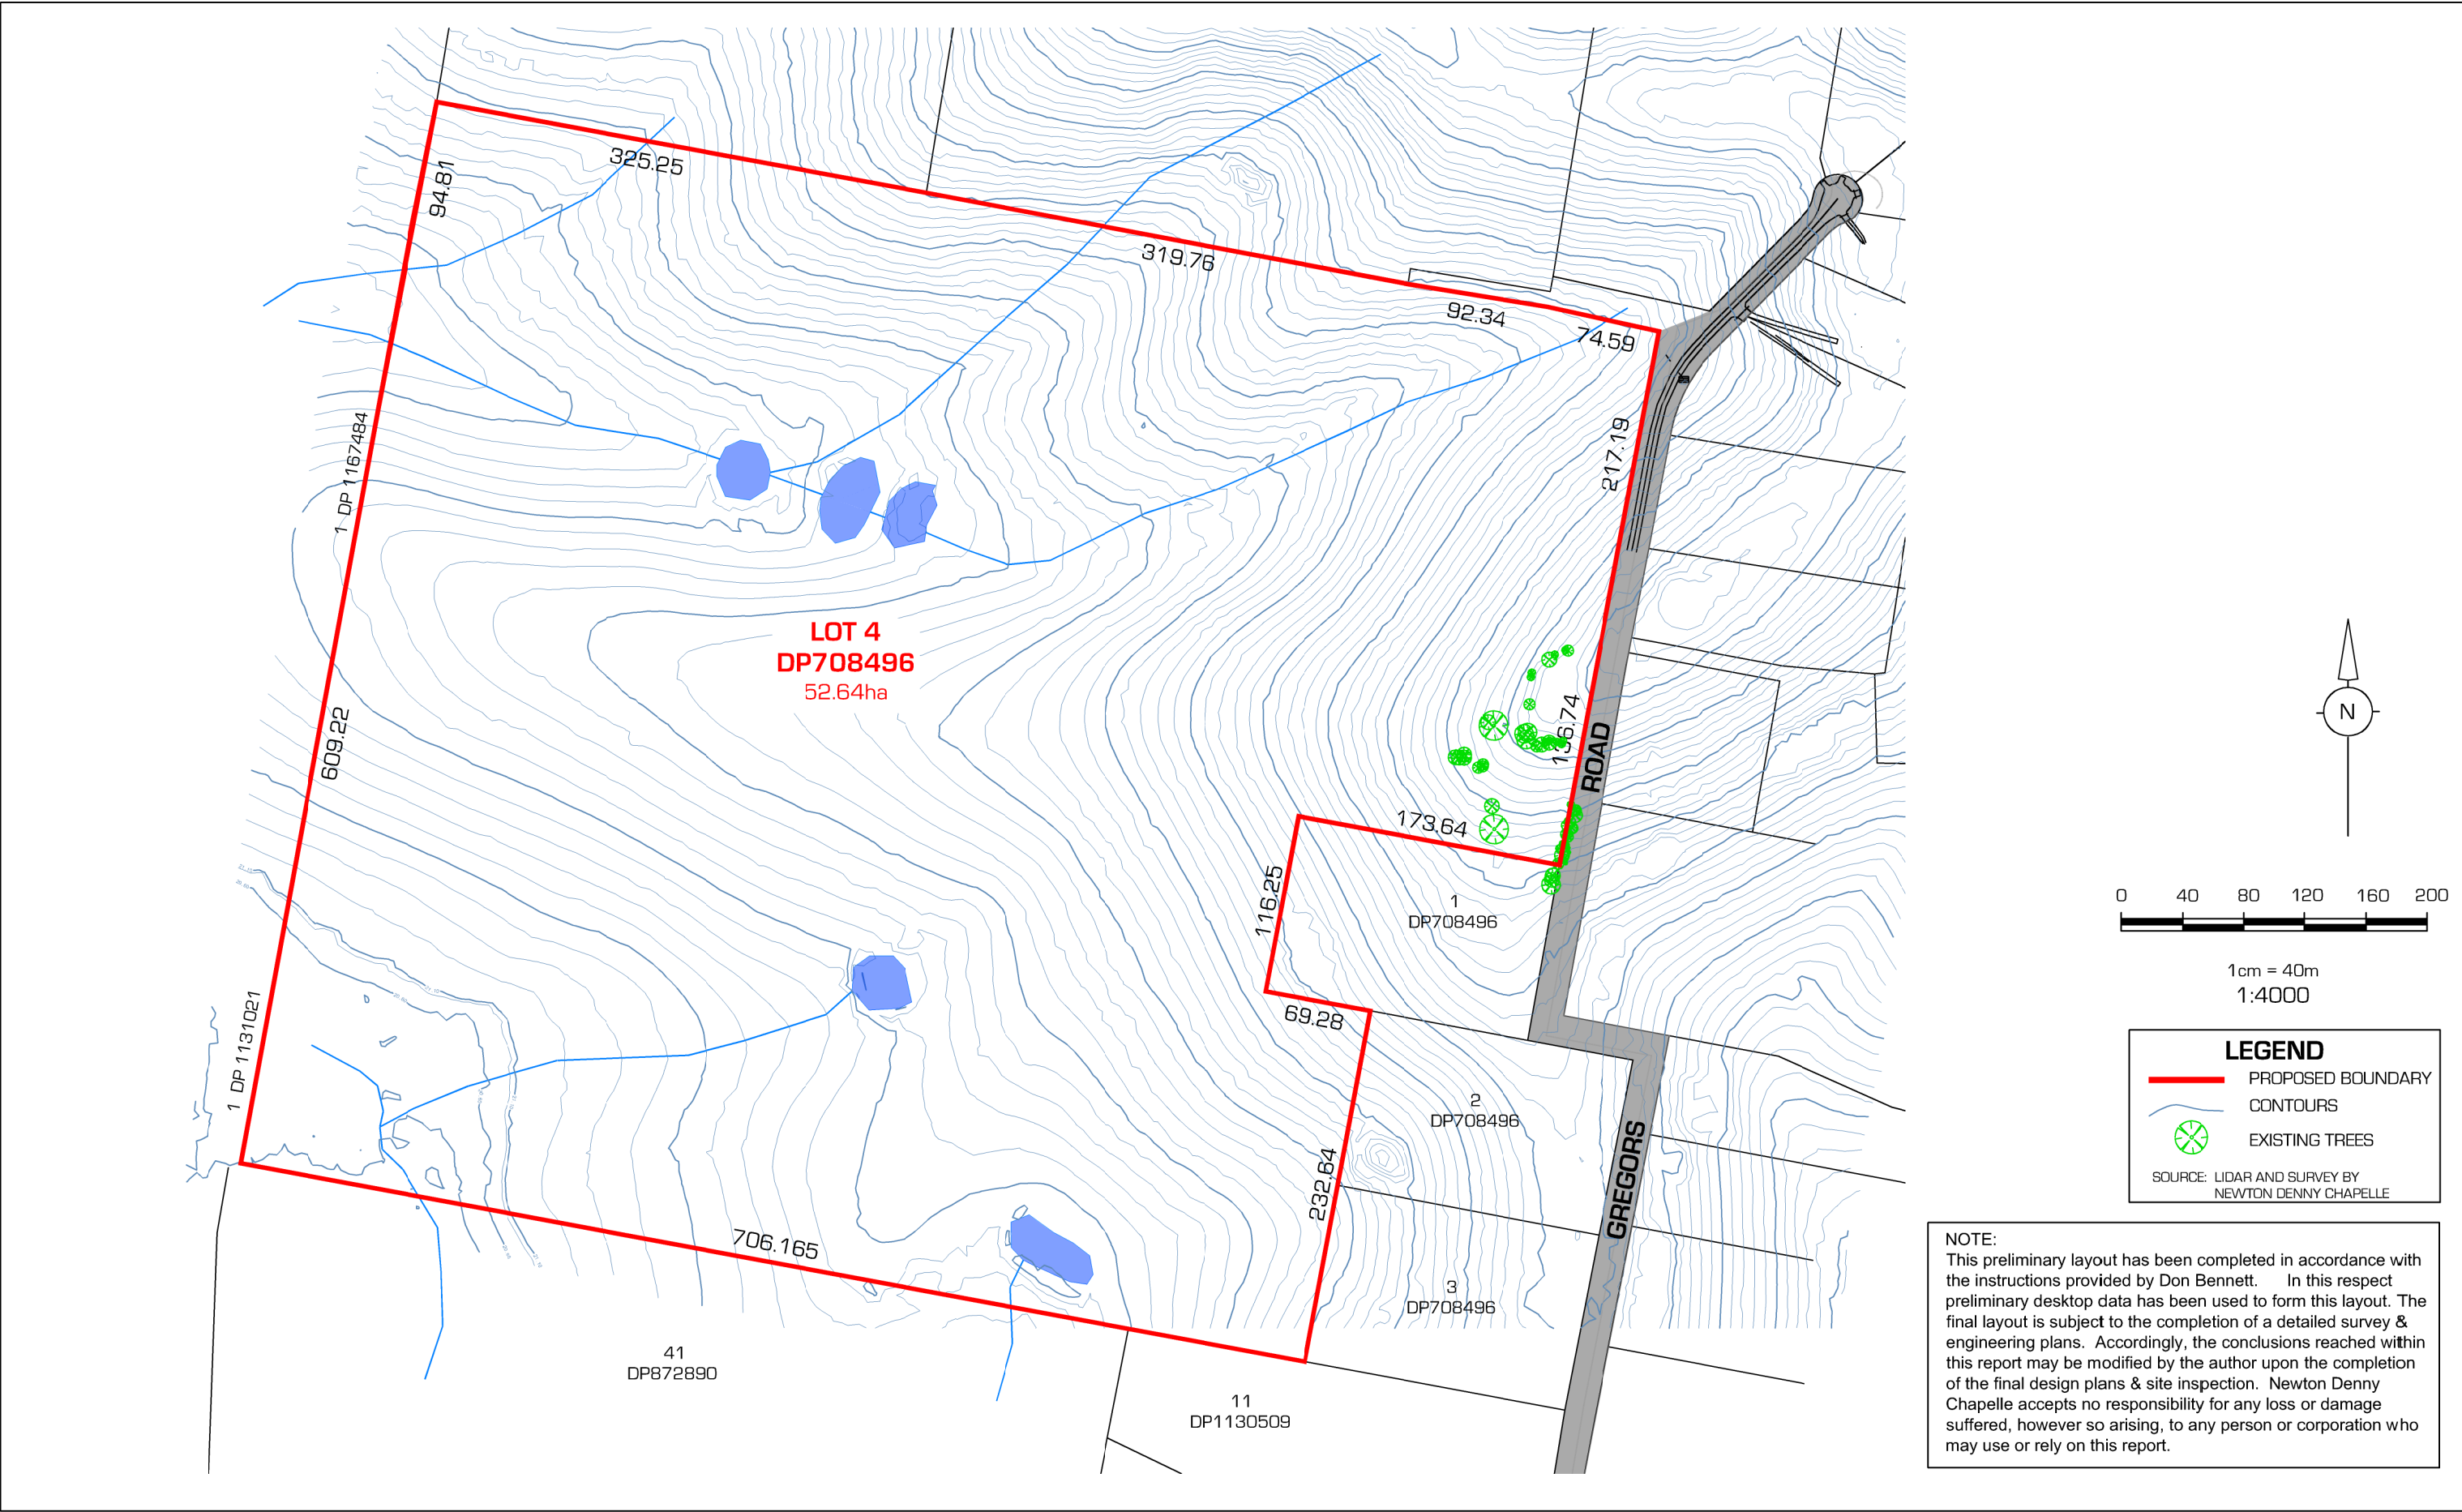 325.25
94.81
319.76
92.34
74.59
217.19
1 DP 1167484
LOT 4
DP708496
52.64ha
609.22
ROAD
173.64
116.25
1
DP708496
69.28
1 DP 1131021
2
DP708496
232.64
GREGORS
706.165
3
DP708496
41
DP872890
11
DP1130509
N
0 40 80 120 160 200
1cm = 40m
1:4000
LEGEND
PROPOSED BOUNDARY
CONTOURS
EXISTING TREES
SOURCE: LIDAR AND SURVEY BY
NEWTON DENNY CHAPELLE
NOTE:
This preliminary layout has been completed in accordance with
the instructions provided by Don Bennett. In this respect
preliminary desktop data has been used to form this layout. The
final layout is subject to the completion of a detailed survey &
engineering plans. Accordingly, the conclusions reached within
this report may be modified by the author upon the completion
of the final design plans & site inspection. Newton Denny
Chapelle accepts no responsibility for any loss or damage
suffered, however so arising, to any person or corporation who
may use or rely on this report.